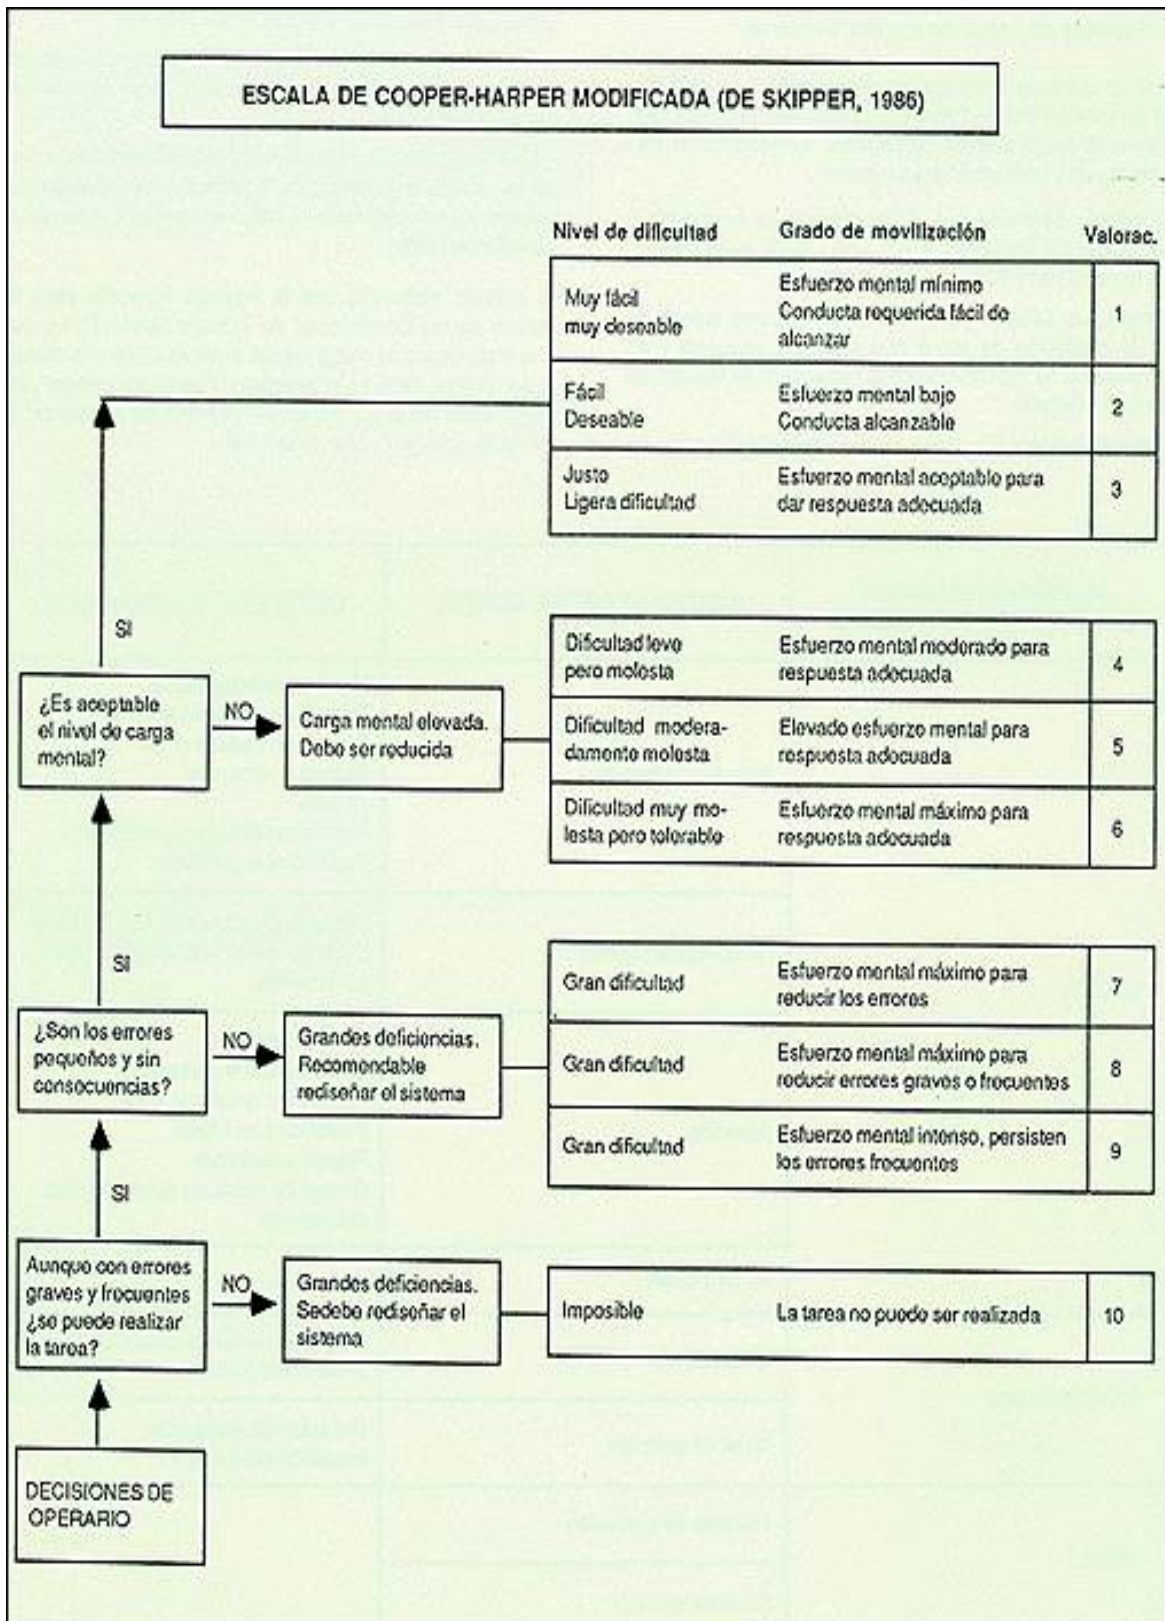 ESCALA DE COOPER-HARPER MODIFICADA (DE SKIPPER, 1986)
Nivel de dificultad Grado de movilización Valorac.
Muy fácil
muy deseable
Esfuerzo mental mínimo
Conducta requerida fácil de
alcanzar
1
Fácil
Deseable
Esfuerzo mental bajo
Conducta alcanzable
2
Justo
Ligera dificultad
Esfuerzo mental aceptable para
dar respuesta adecuada
3
SI
¿Es aceptable
el nivel de carga
mental?
NO
Carga mental elevada.
Debe ser reducida
Dificultad leve
pero molesta
Esfuerzo mental moderado para
respuesta adecuada
4
Dificultad modera-
damente molesta
Elevado esfuerzo mental para
respuesta adecuada
5
Dificultad muy mo-
lesta pero tolerable
Esfuerzo mental máximo para
respuesta adecuada
6
SI
¿Son los errores
pequeños y sin
consecuencias?
NO
Grandes deficiencias.
Recomendable
rediseñar el sistema
Gran dificultad
Esfuerzo mental máximo para
reducir los errores
7
Gran dificultad
Esfuerzo mental máximo para
reducir errores graves o frecuentes
8
Gran dificultad
Esfuerzo mental intenso, persisten
los errores frecuentes
9
SI
Aunque con errores
graves y frecuentes
¿se puede realizar
la tarea?
NO
Grandes deficiencias.
Sedebe rediseñar el
sistema
Imposible
La tarea no puede ser realizada
10
DECISIONES DE
OPERARIO